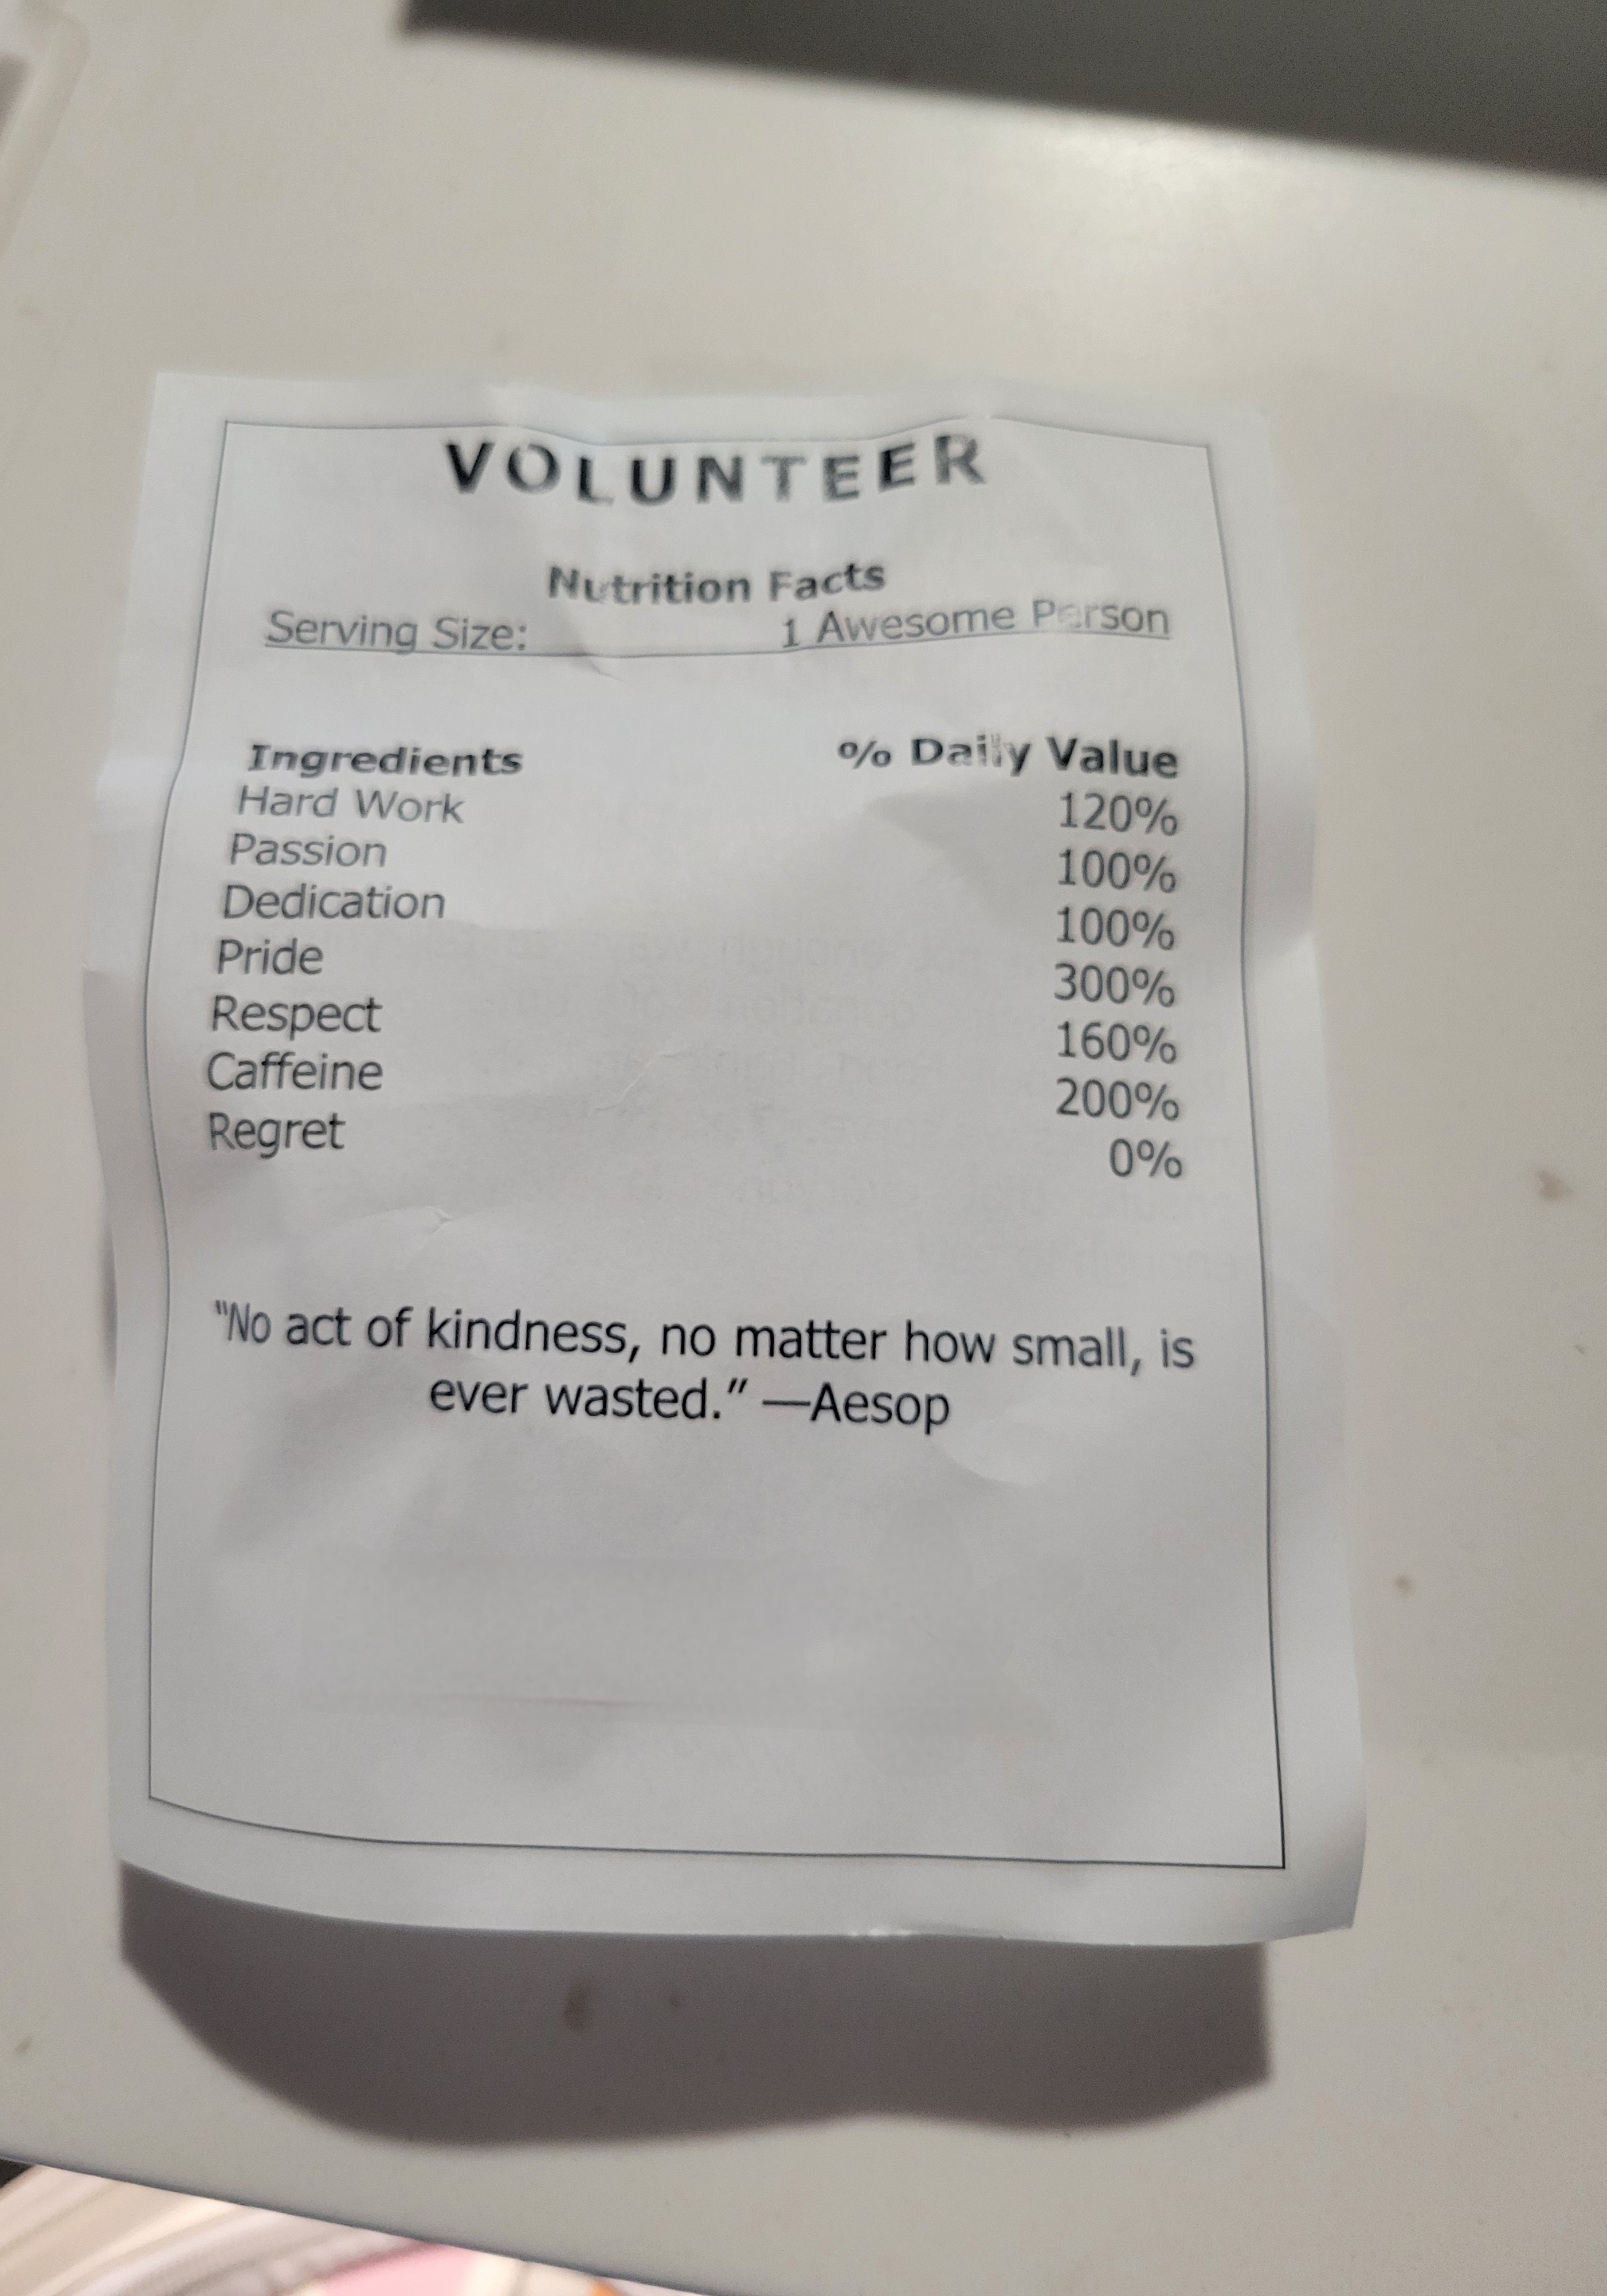 VOLUNTEER
Nutrition Facts
Serving Size: 1 Awesome Person
Ingredients % Daily Value
Hard Work 120%
Passion 100%
Dedication 100%
Pride 300%
Respect 160%
Caffeine 200%
Regret 0%
"No act of kindness, no matter how small, is
ever wasted.” —Aesop